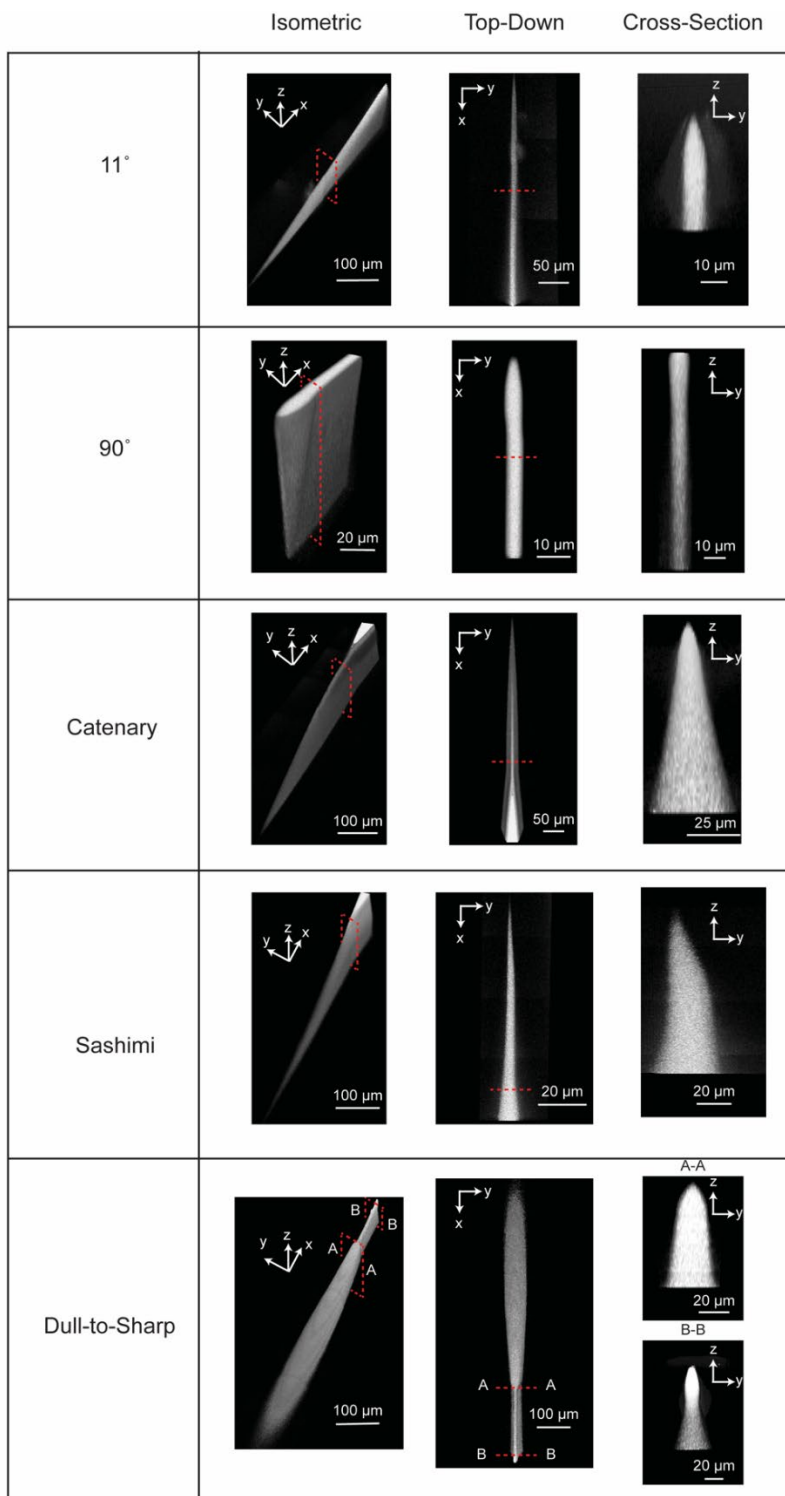 Isometric Top-Down Cross-Section
11°
z
y x
100 µm
y
x
50 µm
z
y
10 µm
90°
z
y x
20 µm
y
x
10 µm
z
y
10 µm
Catenary
z
y x
100 µm
y
x
50 µm
z
y
25 µm
Sashimi
z
y x
100 µm
y
x
20 µm
z
y
20 µm
Dull-to-Sharp
B B
A A
z
y x
100 µm
y
x
A A
100 µm
B B
A-A
z
y
20 µm
B-B
z
y
20 µm